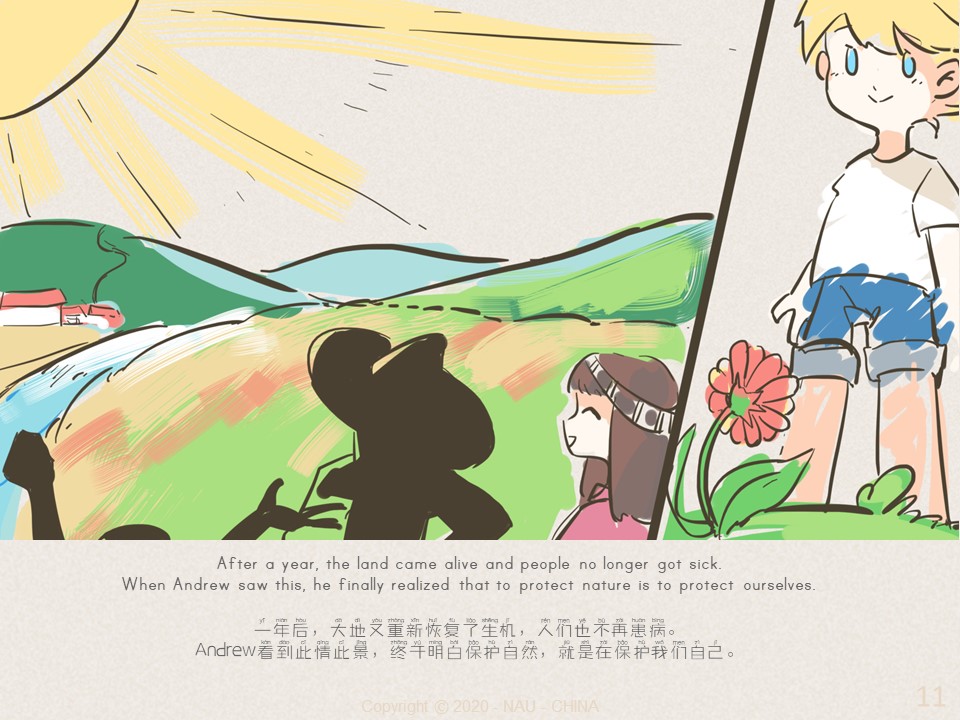 After a year, the land came alive and people no longer got sick.
When Andrew saw this, he finally realized that to protect nature is to protect ourselves.
一年后，大地又重新恢复了生机，人们也不再患病。
Andrew看到此情此景，终于明白保护自然，就是在保护我们自己。
Copyright © 2020 - NAU - CHINA
11